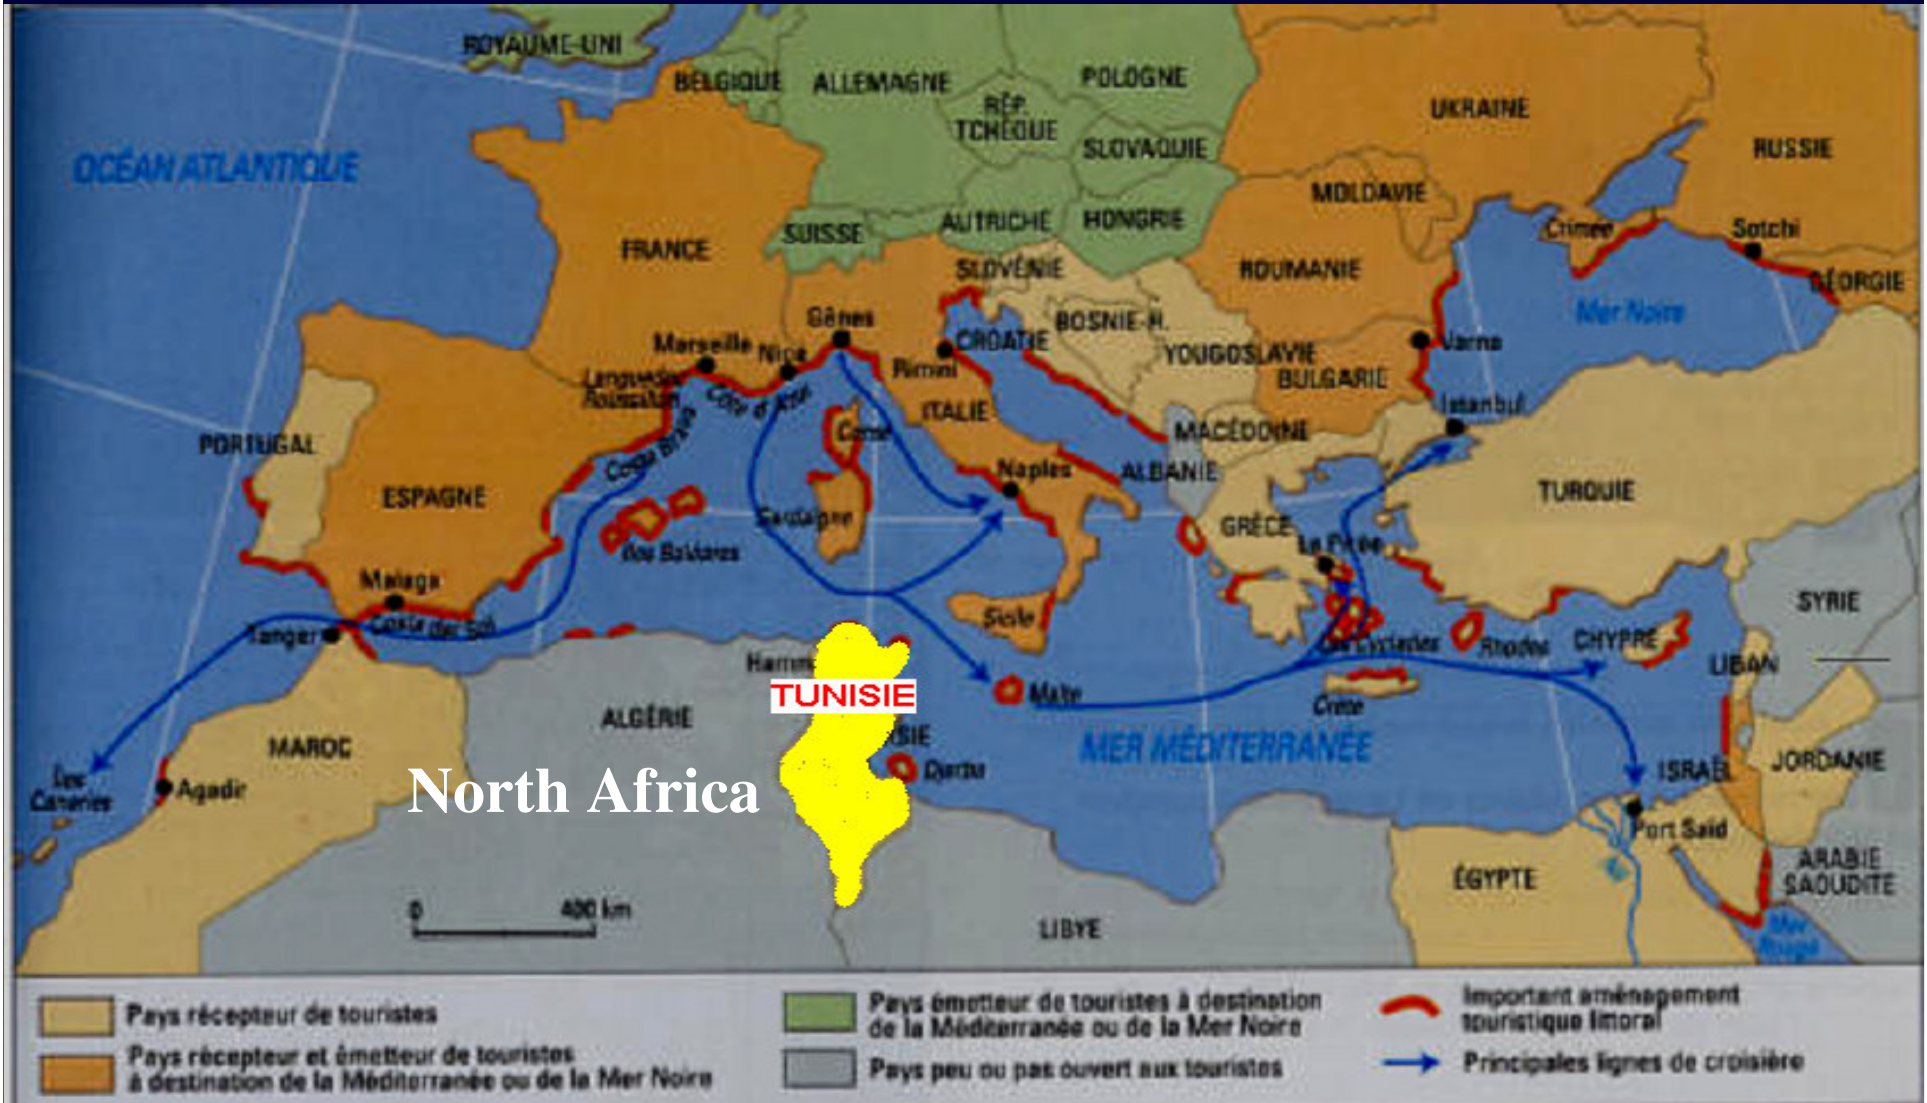 ROYAUME-UNI
BELGIQUE
ALLEMAGNE
POLOGNE
RÉP.
TCHÈQUE
SLOVAQUIE
UKRAINE
RUSSIE
OCÉAN ATLANTIQUE
MOLDAVIE
SUISSE
AUTRICHE
HONGRIE
FRANCE
SLOVÉNIE
ROUMANIE
Crimée
Sotchi
GÉORGIE
Mer Noire
Gênes
Marseille
Nice
Rimini
CROATIE
BOSNIE-H.
YOUGOSLAVIE
BULGARIE
Varna
Languedoc
Roussillon
Côte d'Azur
Costa Brava
Corse
ITALIE
Istanbul
MACÉDOINE
ALBANIE
PORTUGAL
ESPAGNE
Naples
TURQUIE
Sardaigne
Iles Baléares
GRÈCE
Le Pirée
Malaga
Costa del Sol
Tanger
Sicile
Les Cyclades
Rhodes
CHYPRE
SYRIE
LIBAN
Hamm
TUNISIE
SIE
Malte
Crète
ALGÉRIE
MAROC
MER MÉDITERRANÉE
Djerba
ISRAËL
JORDANIE
Les
Canaries
Agadir
North Africa
Port Saïd
ÉGYPTE
ARABIE
SAOUDITE
LIBYE
Mer
Rouge
0 400 km
Pays récepteur de touristes
Pays récepteur et émetteur de touristes
à destination de la Méditerranée ou de la Mer Noire
Pays émetteur de touristes à destination
de la Méditerranée ou de la Mer Noire
Pays peu ou pas ouvert aux touristes
Important aménagement
touristique littoral
Principales lignes de croisière